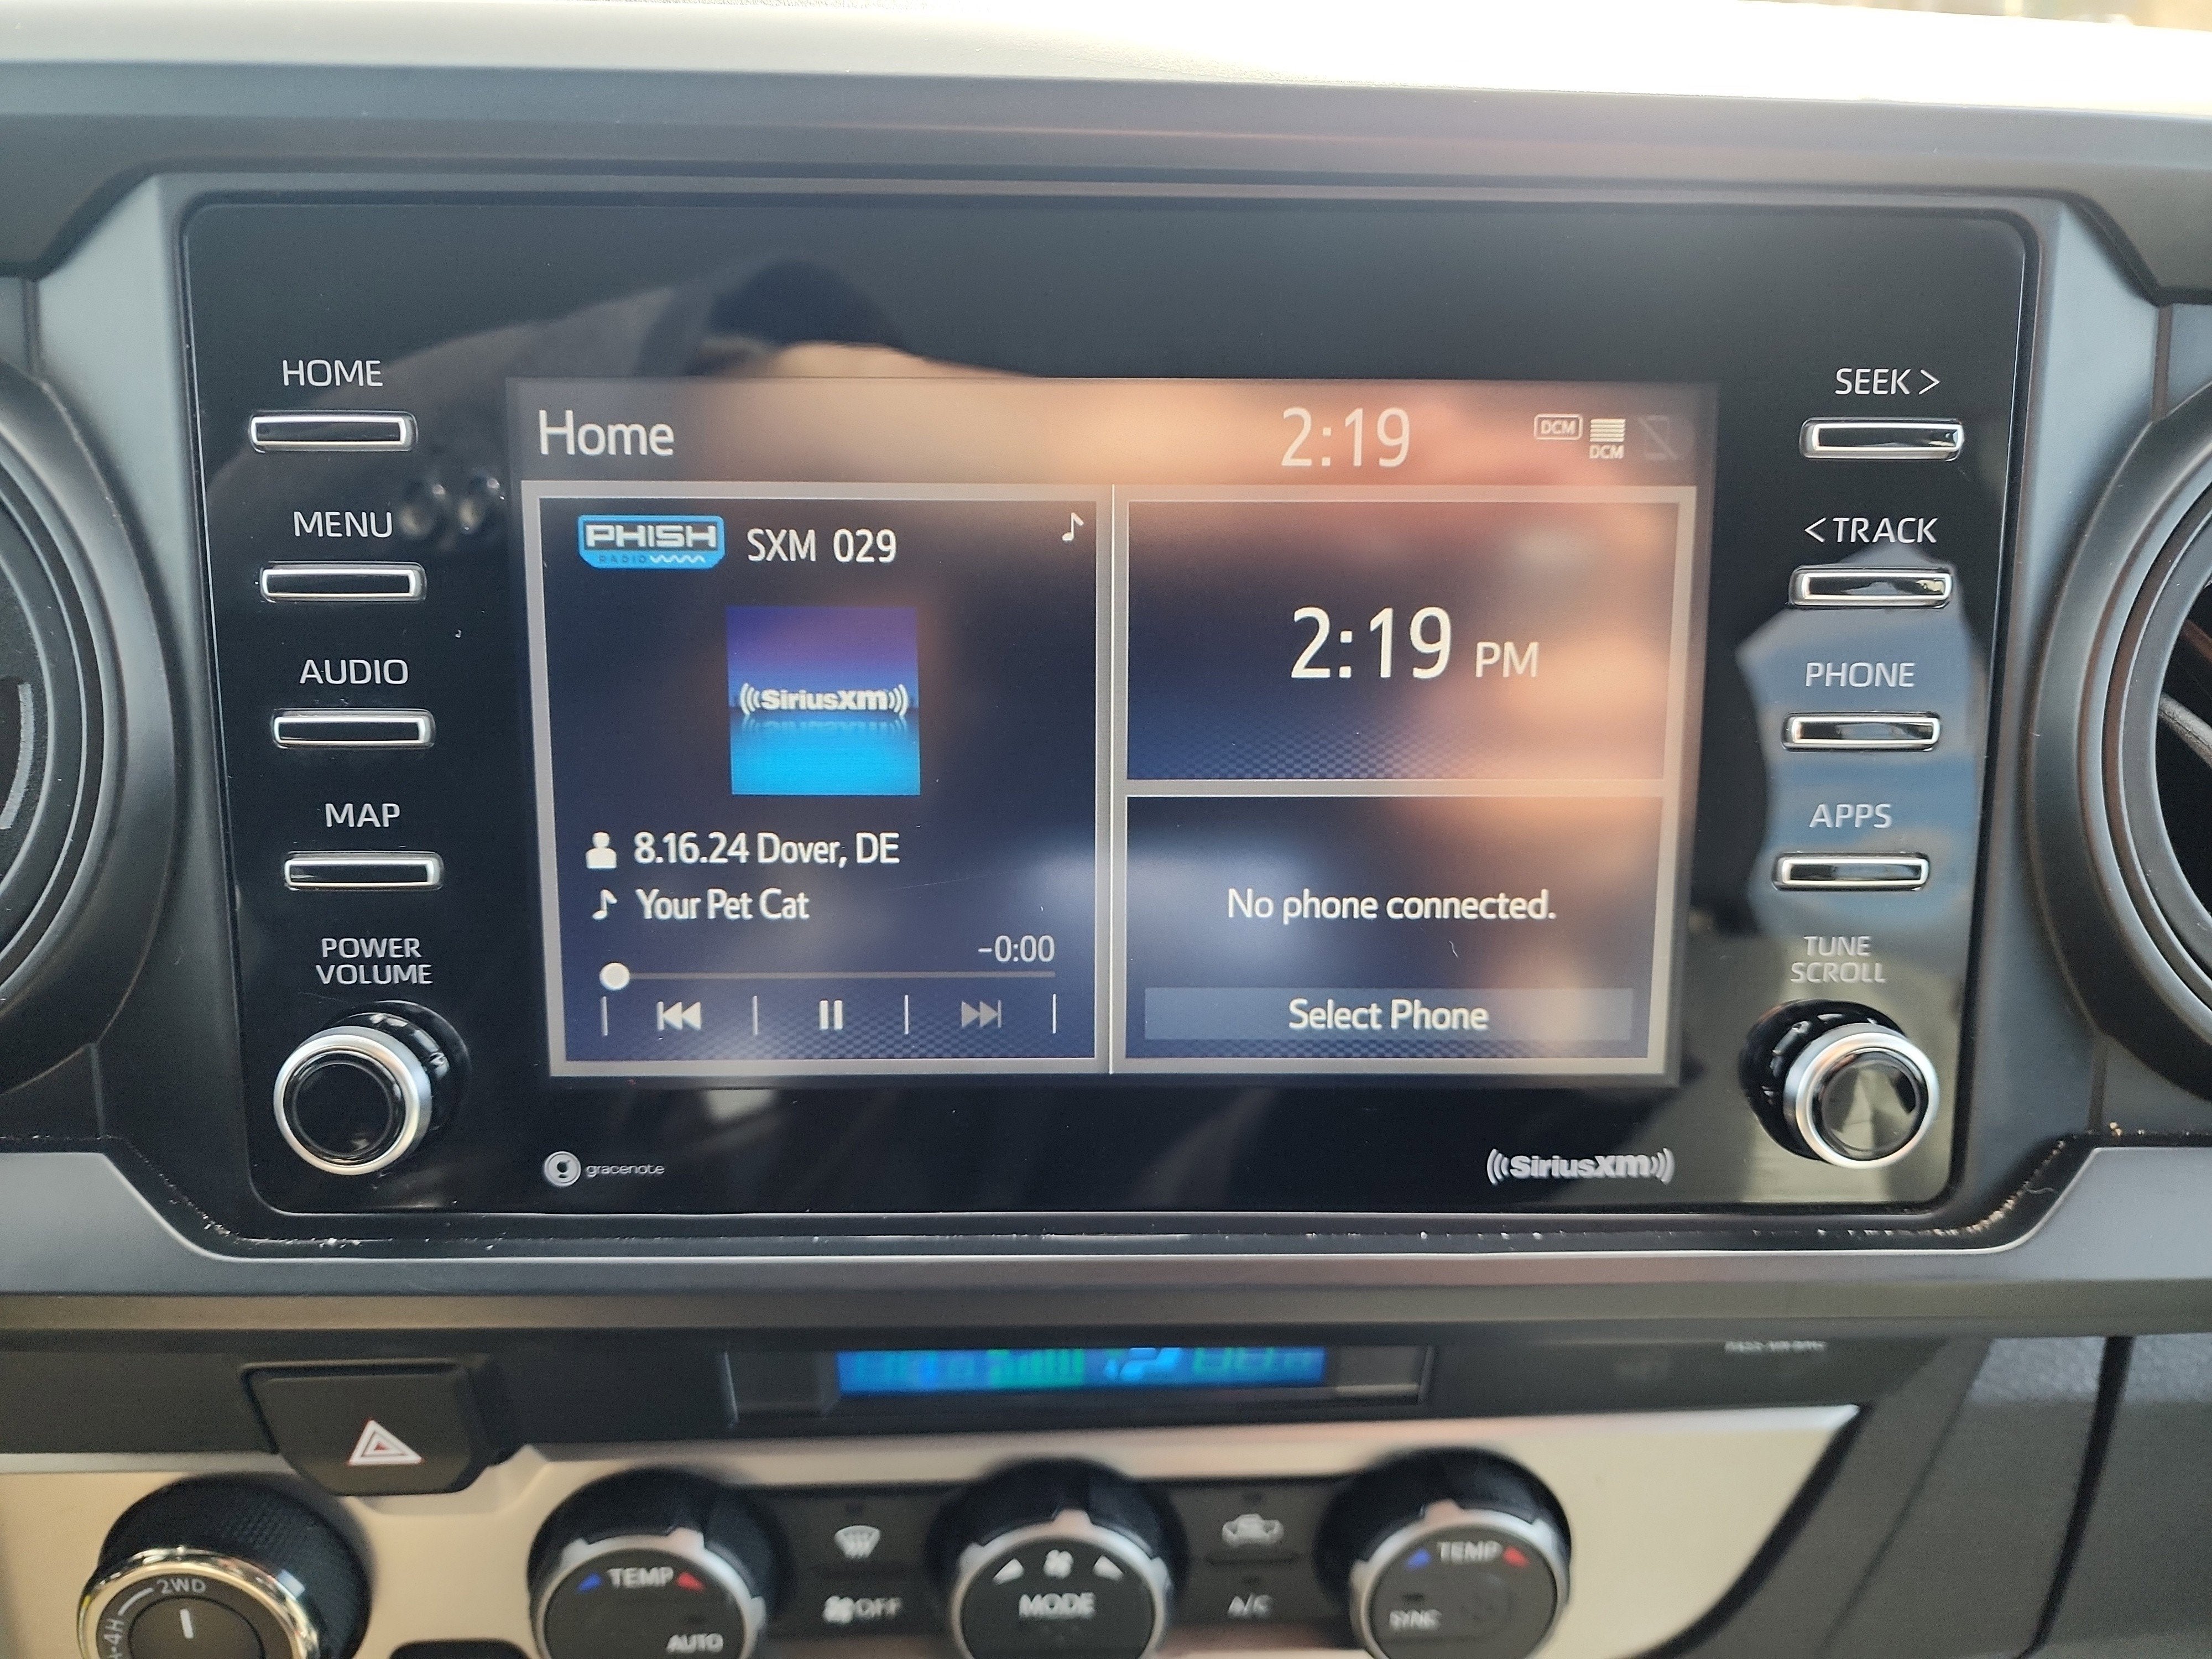 HOME
MENU
AUDIO
MAP
POWER
VOLUME
Home
2:19
DCM
DCM
PHISH
RADIO
SXM 029
((SiriusXM))
8.16.24 Dover, DE
Your Pet Cat
-0:00
2:19 PM
No phone connected.
Select Phone
SEEK >
< TRACK
PHONE
APPS
TUNE
SCROLL
g gracenote
((SiriusXM))
2WD
4H
TEMP
AUTO
OFF
MODE
A/C
TEMP
SYNC